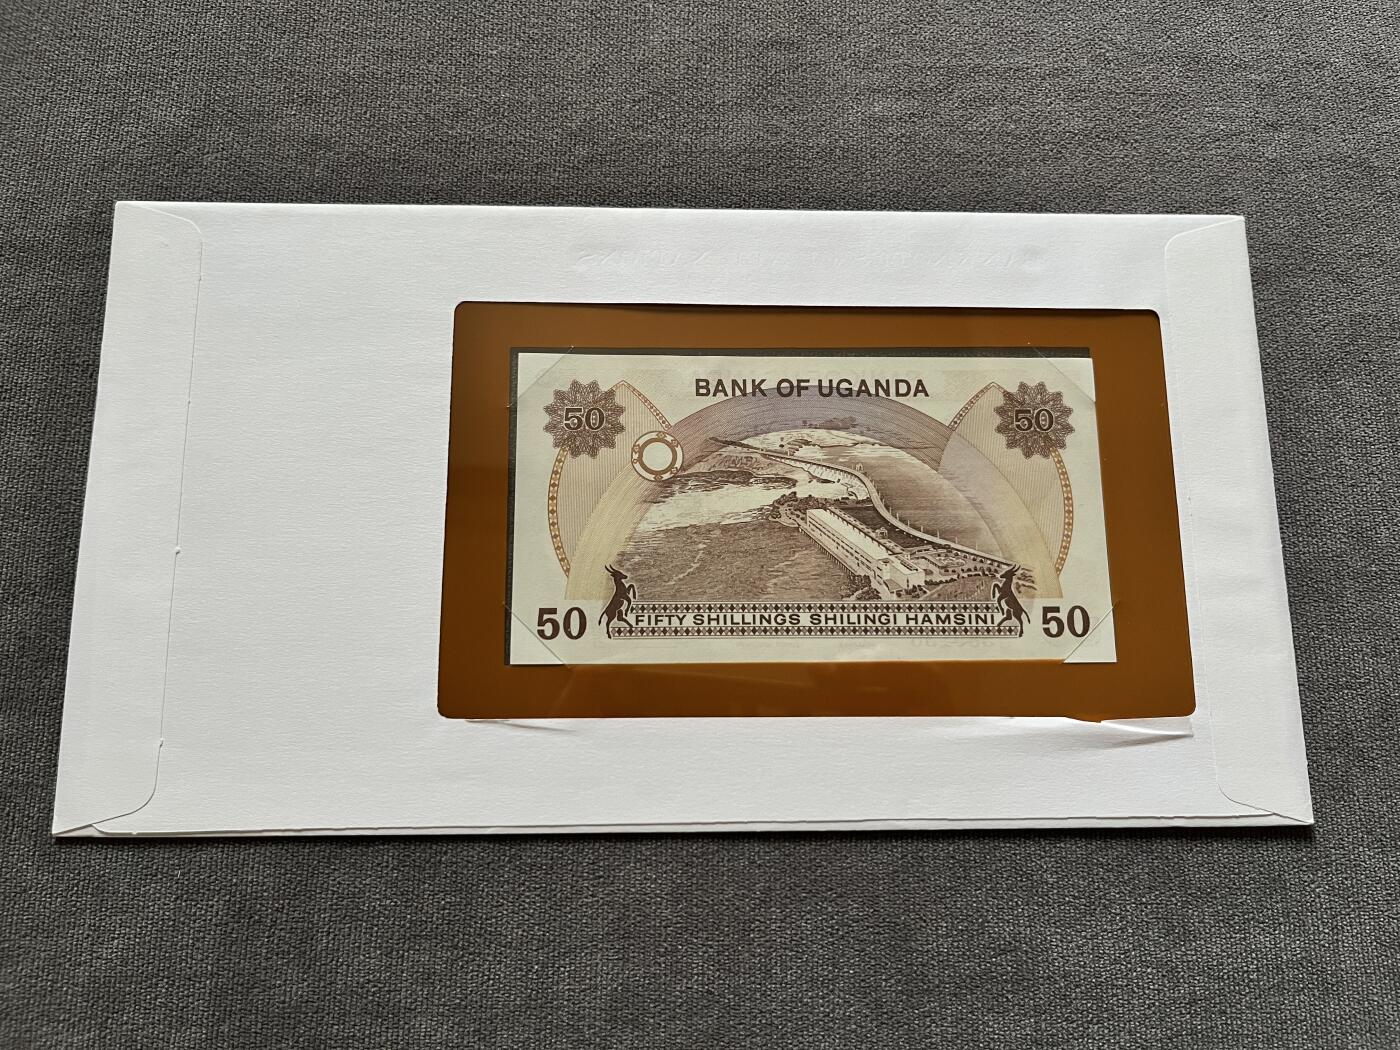 BANK OF UGANDA
50 50
50 FIFTY SHILLINGS SHILINGI HAMSINI 50